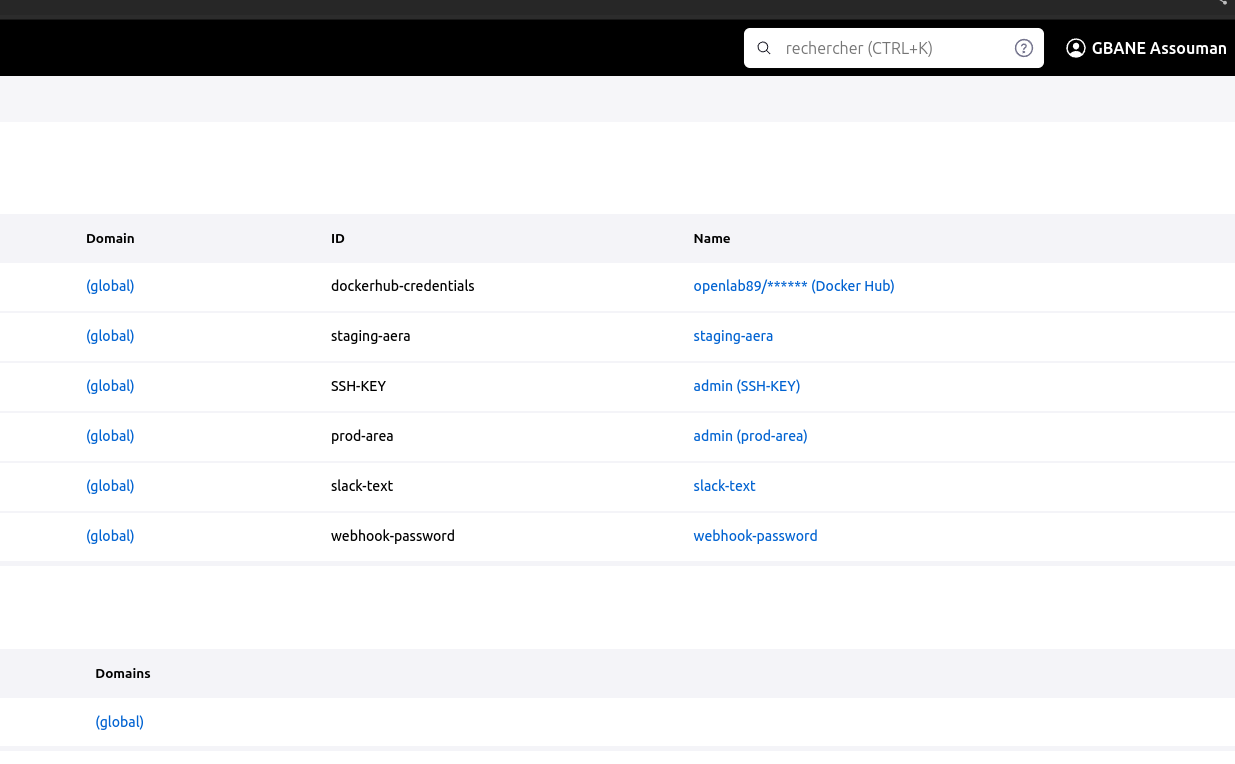 rechercher (CTRL+K) GBANE Assouman
Domain ID Name
(global) dockerhub-credentials openlab89/****** (Docker Hub)
(global) staging-aera staging-aera
(global) SSH-KEY admin (SSH-KEY)
(global) prod-area admin (prod-area)
(global) slack-text slack-text
(global) webhook-password webhook-password
Domains
(global)